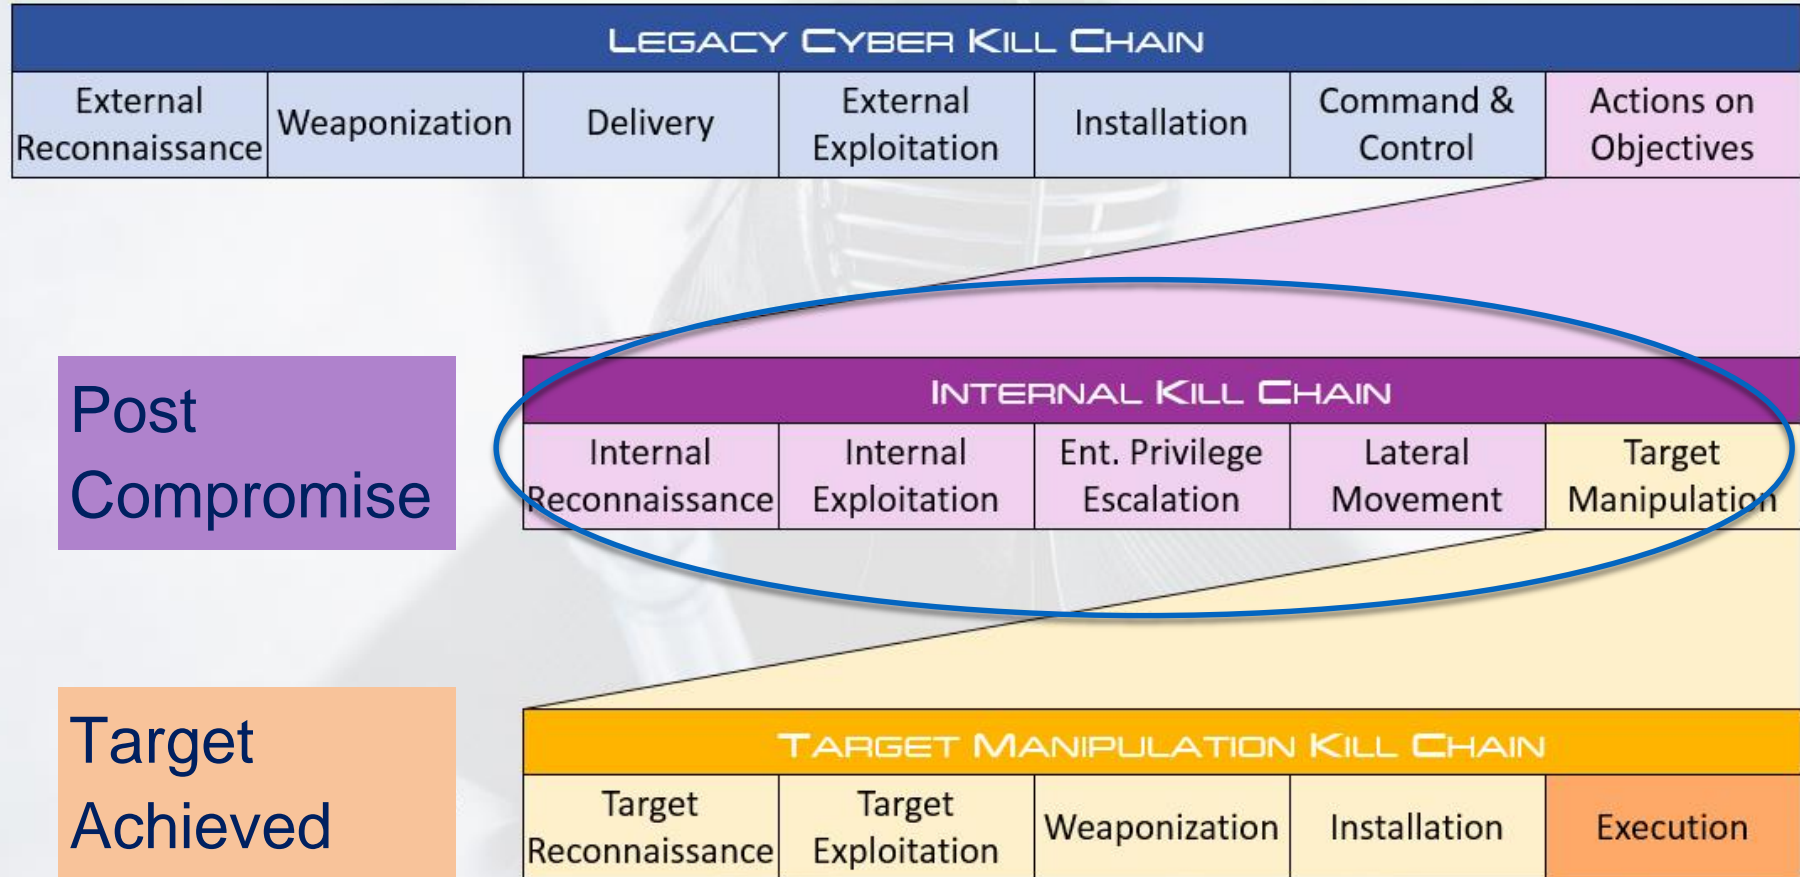 LEGACY CYBER KILL CHAIN
External
Reconnaissance
Weaponization
Delivery
External
Exploitation
Installation
Command &
Control
Actions on
Objectives
Post
Compromise
INTERNAL KILL CHAIN
Internal
Reconnaissance
Internal
Exploitation
Ent. Privilege
Escalation
Lateral
Movement
Target
Manipulation
Target
Achieved
TARGET MANIPULATION KILL CHAIN
Target
Reconnaissance
Target
Exploitation
Weaponization
Installation
Execution